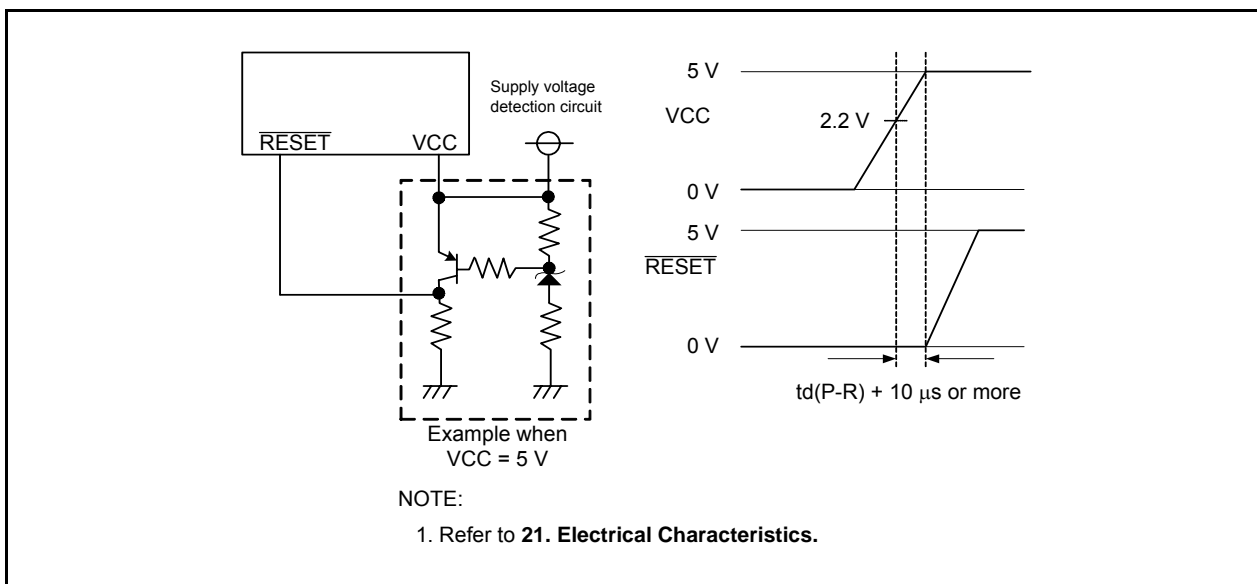 RESET VCC
Supply voltage
detection circuit
Example when
VCC = 5 V
5 V
VCC
2.2 V
0 V
5 V
RESET
0 V
td(P-R) + 10 μs or more
NOTE:
1. Refer to 21. Electrical Characteristics.